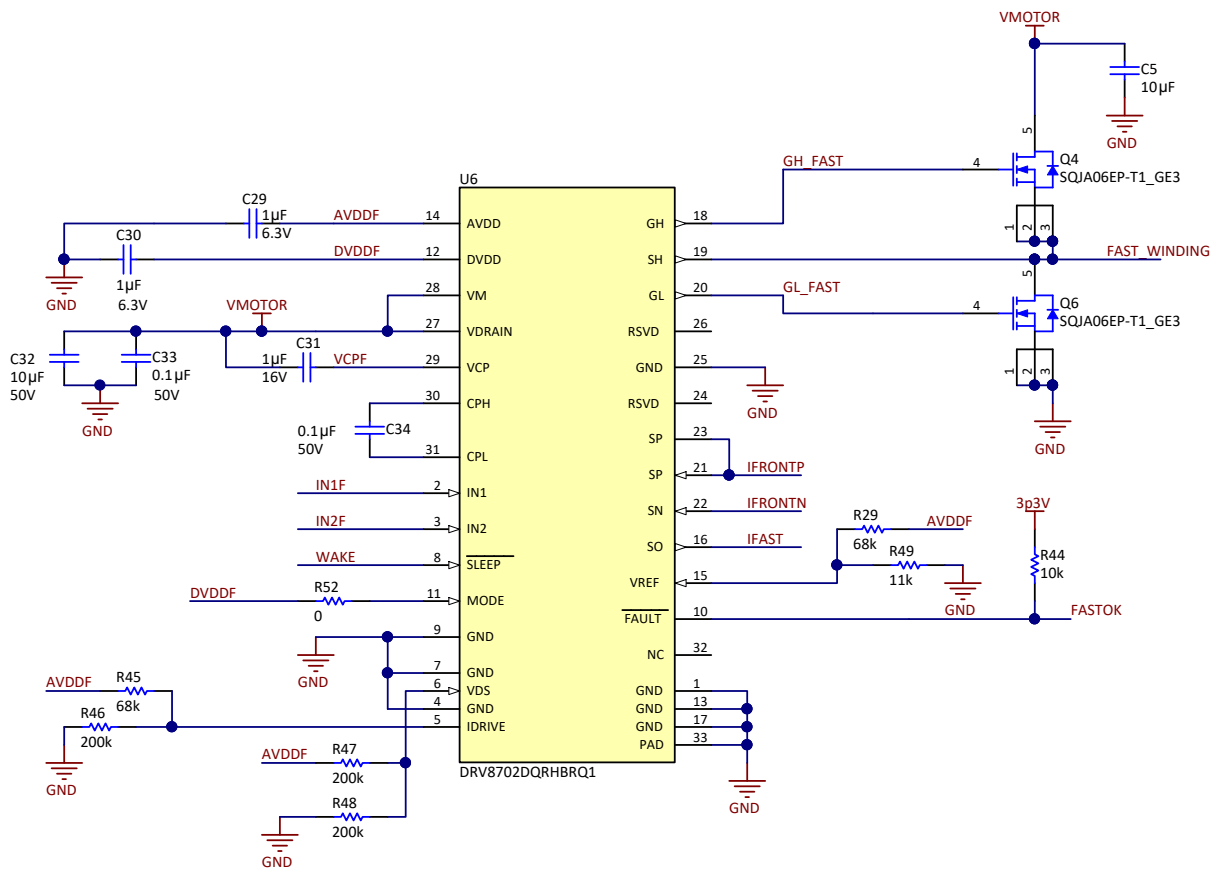 VMOTOR
C5
10µF
GND
5
4
Q4
SQJA06EP-T1_GE3
1
2
3
GH_FAST
U6
C29
1µF
6.3V
AVDDF
14
AVDD
GH
18
C30
1µF
6.3V
DVDDF
12
DVDD
SH
19
FAST_WINDING
GND
28
VM
GL
20
GL_FAST
5
4
Q6
SQJA06EP-T1_GE3
1
2
3
GND
VMOTOR
27
VDRAIN
RSVD
26
C32
10µF
50V
C33
0.1µF
50V
GND
C31
1µF
16V
VCPF
29
VCP
GND
25
GND
30
CPH
RSVD
24
0.1µF
50V
C34
SP
23
31
CPL
SP
21
IFRONTP
IN1F
2
IN1
SN
22
IFRONTN
IN2F
3
IN2
SO
16
IFAST
WAKE
8
SLEEP
VREF
15
R29
68k
AVDDF
R49
11k
GND
3p3V
R44
10k
DVDDF
R52
0
11
MODE
FAULT
10
FASTOK
9
GND
NC
32
GND
7
GND
6
VDS
GND
1
4
GND
GND
13
5
IDRIVE
GND
17
PAD
33
GND
AVDDF
R45
68k
R46
200k
GND
AVDDF
R47
200k
R48
200k
GND
DRV8702DQRHBRQ1